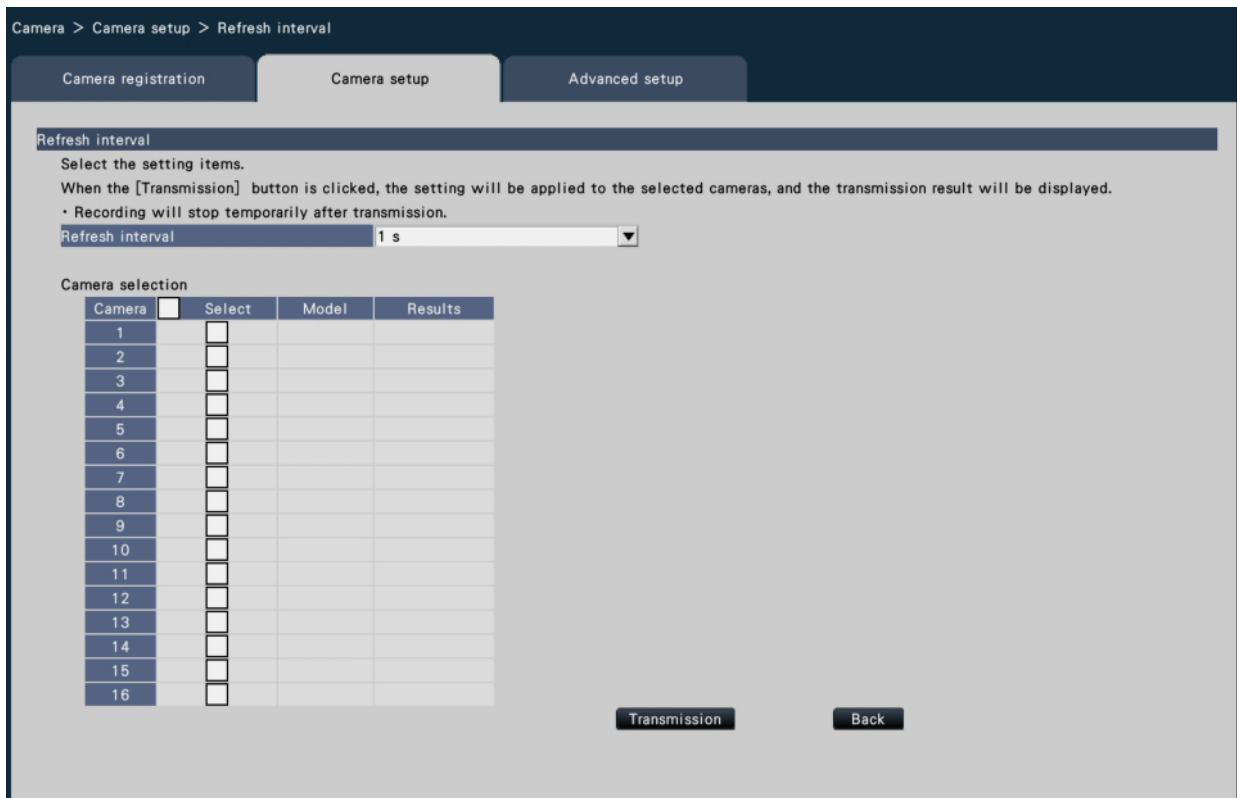 Camera > Camera setup > Refresh interval
Camera registration
Camera setup
Advanced setup
Refresh interval
Select the setting items.
When the [Transmission] button is clicked, the setting will be applied to the selected cameras, and the transmission result will be displayed.
・Recording will stop temporarily after transmission.
Refresh interval 1 s
Camera selection
Camera Select Model Results
1
2
3
4
5
6
7
8
9
10
11
12
13
14
15
16
Transmission Back